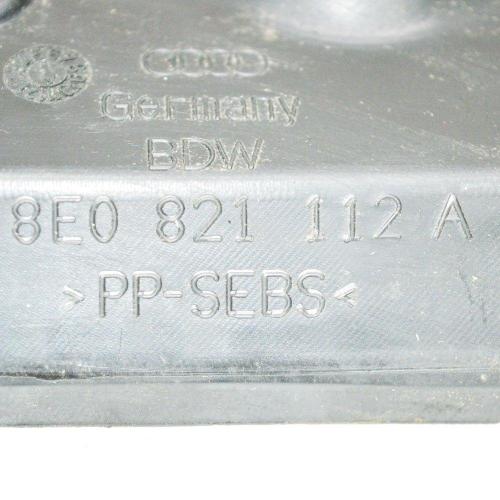 Germany
BDW
8E0 821 112 A
>PP-SEBS<